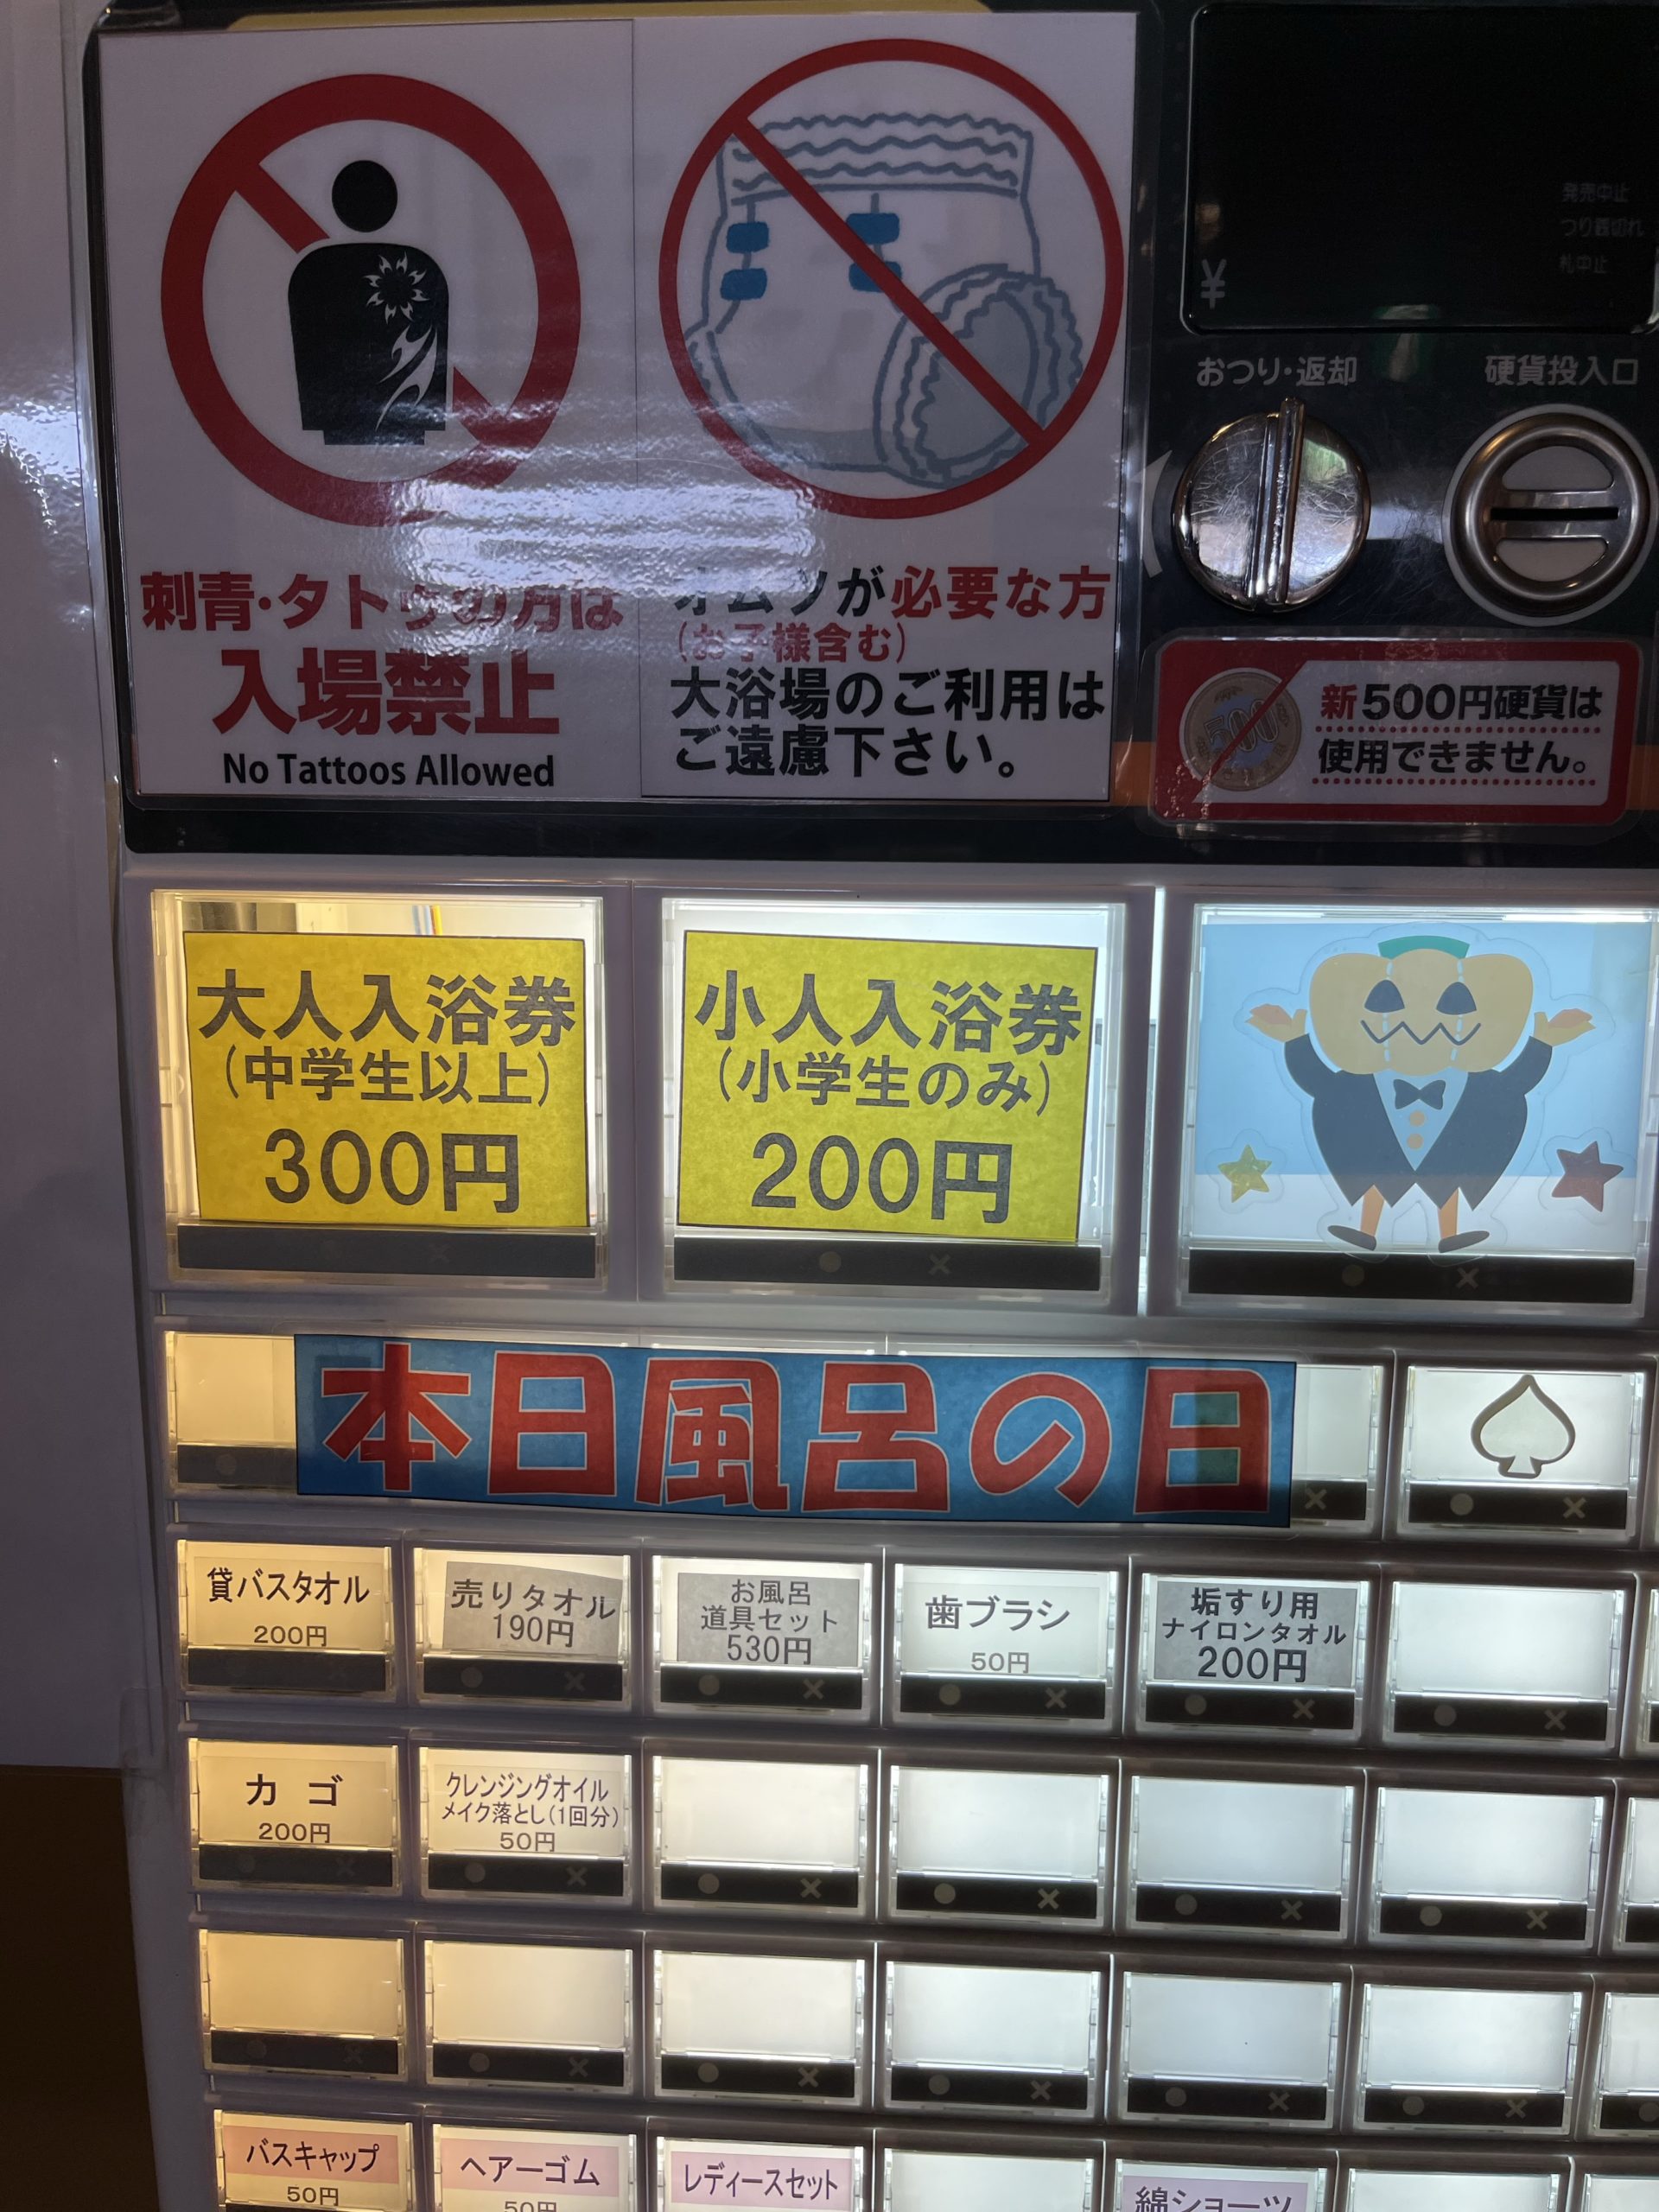 発売中止
つり銭切れ
札中止
¥
おつり・返却
硬貨投入口
刺青・タトゥの方は
入場禁止
No Tattoos Allowed
オムツが必要な方
(お子様含む)
大浴場のご利用は
ご遠慮下さい。
500
新500円硬貨は
使用できません。
大人入浴券
(中学生以上)
300円
小人入浴券
(小学生のみ)
200円
本日風呂の日
貸バスタオル
200円
売りタオル
190円
お風呂
道具セット
530円
歯ブラシ
50円
垢すり用
ナイロンタオル
200円
カゴ
200円
クレンジングオイル
メイク落とし(1回分)
50円
バスキャップ
50円
ヘアーゴム
50円
レディースセット
綿ショーツ